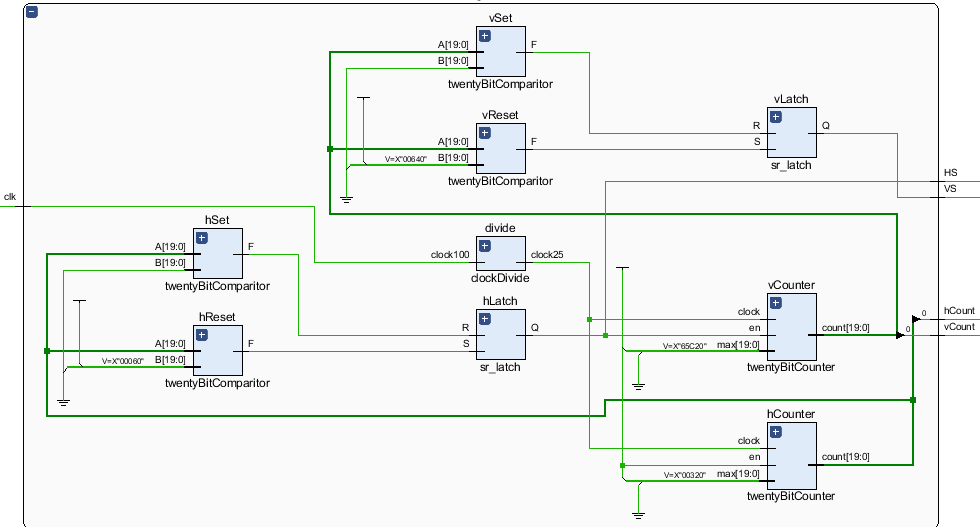 vSet
A[19:0]
B[19:0]
F
twentyBitComparitor
vReset
A[19:0]
V=X"00640" B[19:0]
F
twentyBitComparitor
vLatch
R
S
Q
sr_latch
HS
VS
clk
hSet
A[19:0]
B[19:0]
F
twentyBitComparitor
divide
clock100
clock25
clockDivide
hReset
A[19:0]
V=X"00060" B[19:0]
F
twentyBitComparitor
hLatch
R
S
Q
sr_latch
vCounter
clock
en
V=X"65C20" max[19:0]
count[19:0]
twentyBitCounter
0
0
hCount
vCount
hCounter
clock
en
V=X"00320" max[19:0]
count[19:0]
twentyBitCounter